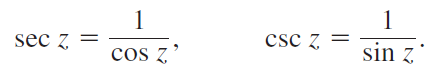 sec z = 1/cos z, csc z = 1/sin z.